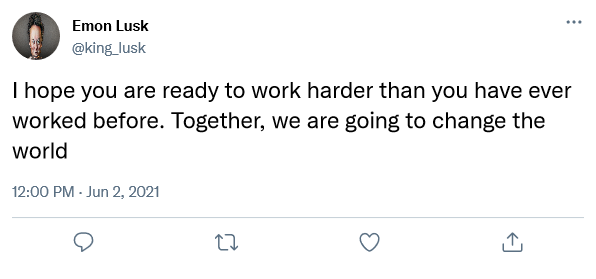 Emon Lusk
@king_lusk
I hope you are ready to work harder than you have ever
worked before. Together, we are going to change the
world
12:00 PM · Jun 2, 2021